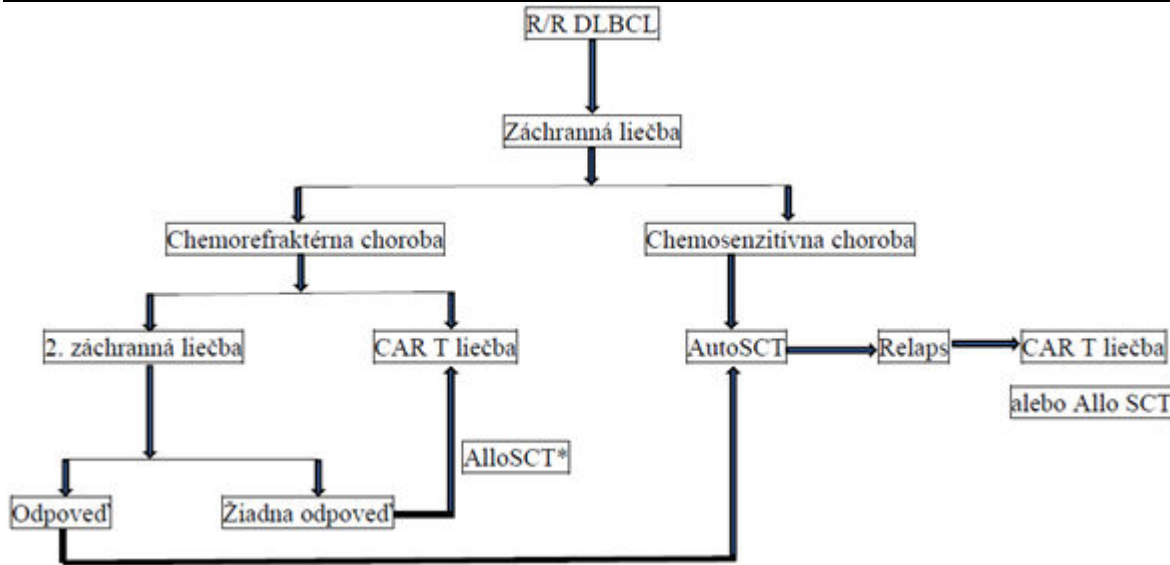 R/R DLBCL
Záchranná liečba
Chemorefraktérna choroba
Chemosenzitívna choroba
2. záchranná liečba
CAR T liečba
AutoSCT
Relaps
CAR T liečba
alebo Allo SCT
AlloSCT*
Odpoveď
Žiadna odpoveď